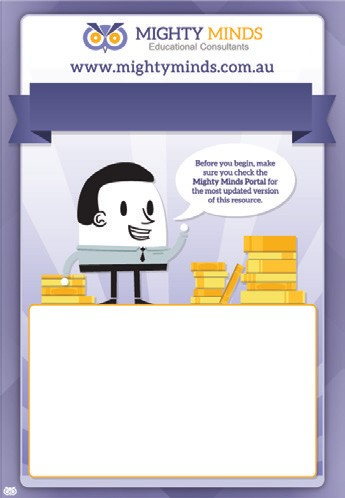 MIGHTY MINDS
Educational Consultants
www.mightyminds.com.au
Before you begin, make
sure you check the
Mighty Minds Portal for
the most updated version
of this resource.